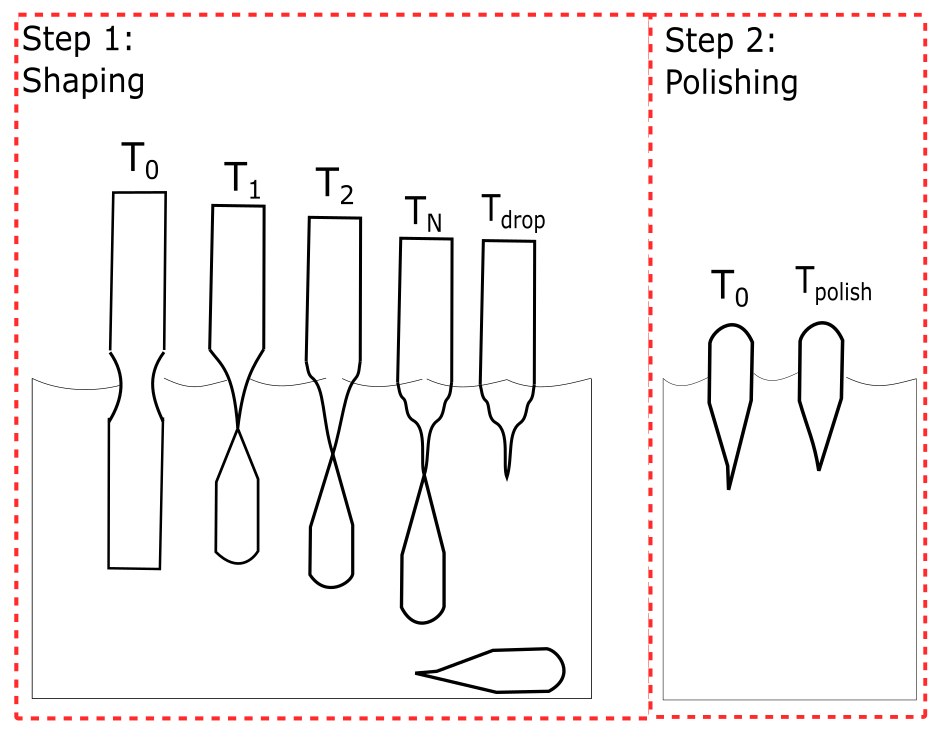 Step 1:
Shaping
T0
T1
T2
TN
Tdrop
Step 2:
Polishing
T0
Tpolish